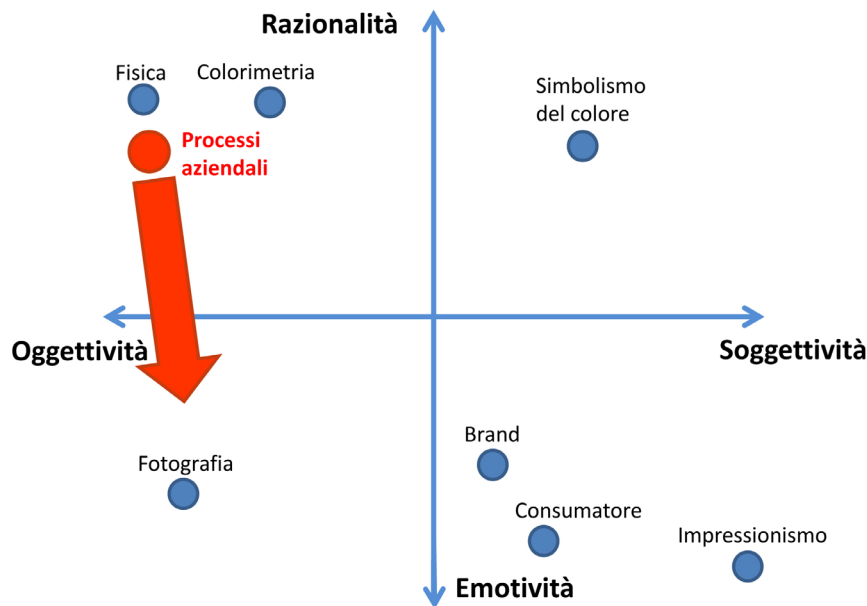 Razionalità
Fisica
Colorimetria
Simbolismo
del colore
Processi
aziendali
Oggettività
Soggettività
Brand
Fotografia
Consumatore
Impressionismo
Emotività